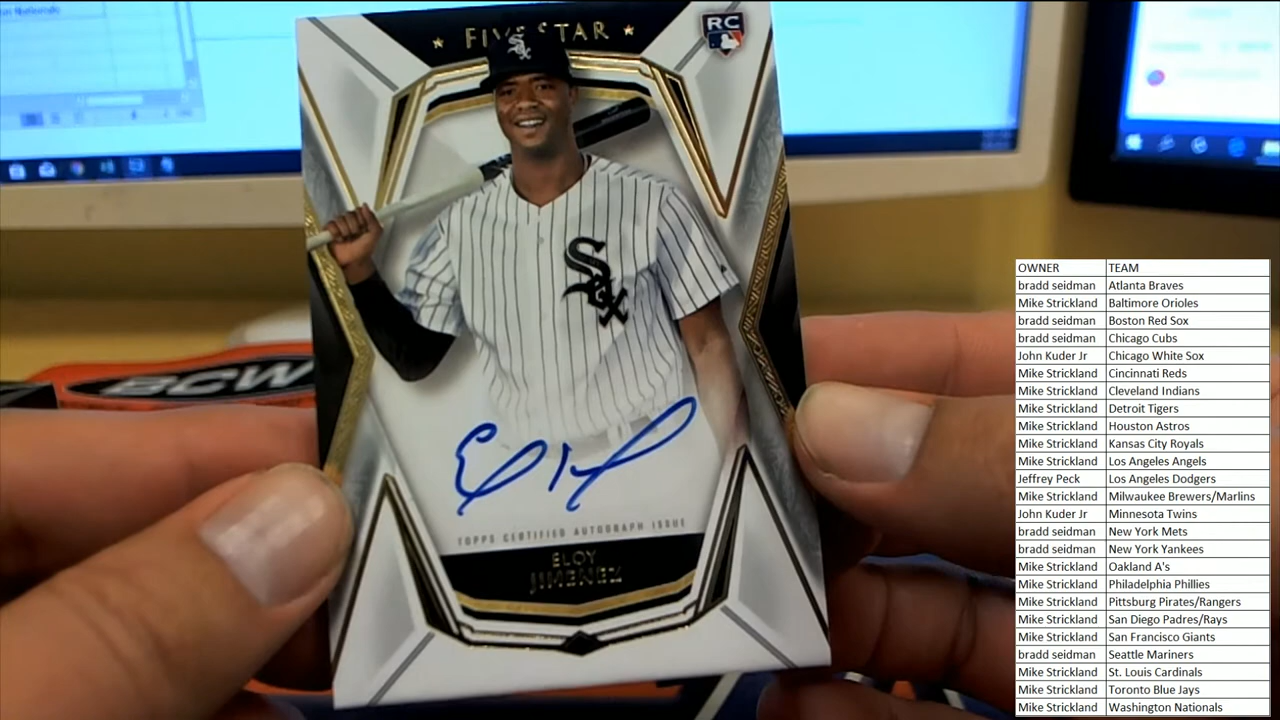 FIVE STAR
RC
Sox
Sox
BCW
TOPPS CERTIFIED AUTOGRAPH ISSUE
ELOY
JIMENEZ
OWNER TEAM
bradd seidman Atlanta Braves
Mike Strickland Baltimore Orioles
bradd seidman Boston Red Sox
bradd seidman Chicago Cubs
John Kuder Jr Chicago White Sox
Mike Strickland Cincinnati Reds
Mike Strickland Cleveland Indians
Mike Strickland Detroit Tigers
Mike Strickland Houston Astros
Mike Strickland Kansas City Royals
Mike Strickland Los Angeles Angels
Jeffrey Peck Los Angeles Dodgers
Mike Strickland Milwaukee Brewers/Marlins
John Kuder Jr Minnesota Twins
bradd seidman New York Mets
bradd seidman New York Yankees
Mike Strickland Oakland A's
Mike Strickland Philadelphia Phillies
Mike Strickland Pittsburg Pirates/Rangers
Mike Strickland San Diego Padres/Rays
Mike Strickland San Francisco Giants
bradd seidman Seattle Mariners
Mike Strickland St. Louis Cardinals
Mike Strickland Toronto Blue Jays
Mike Strickland Washington Nationals